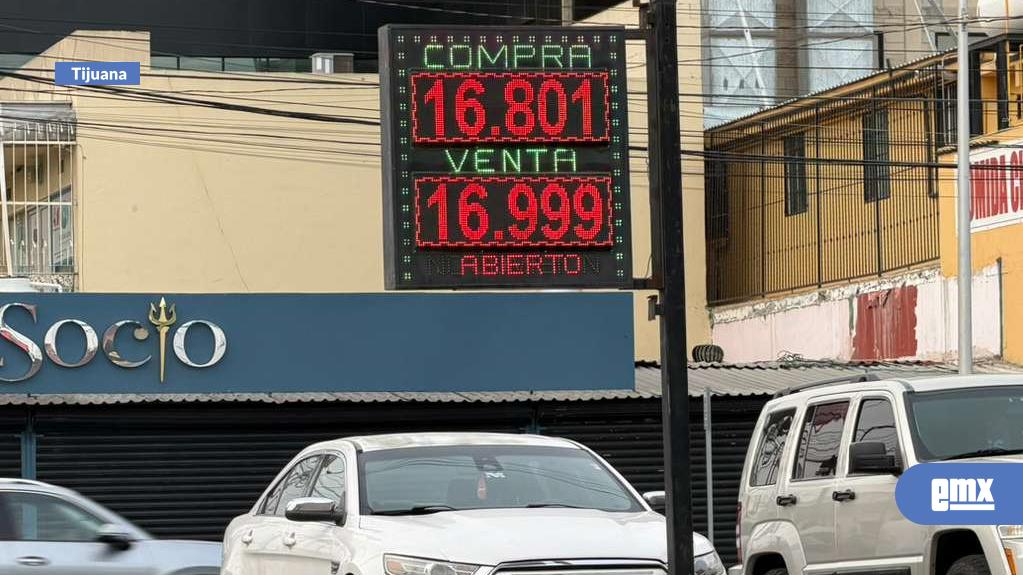 Tijuana
COMPRA
16.801
VENTA
16.999
ABIERTO
Socio
emx